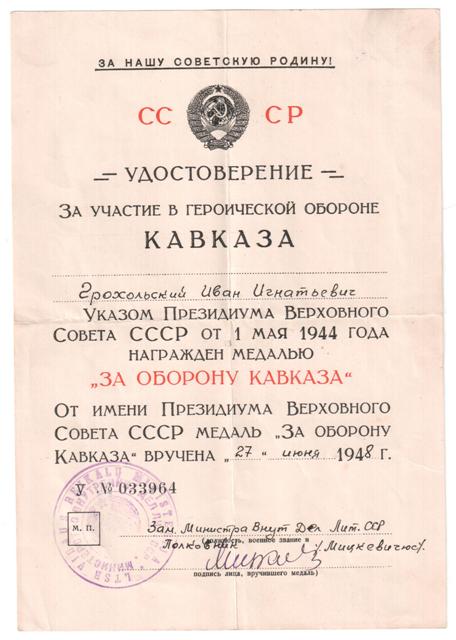 ЗА НАШУ СОВЕТСКУЮ РОДИНУ!
СС СР
УДОСТОВЕРЕНИЕ
ЗА УЧАСТИЕ В ГЕРОИЧЕСКОЙ ОБОРОНЕ
КАВКАЗА
Грохольский Иван Игнатьевич
УКАЗОМ ПРЕЗИДИУМА ВЕРХОВНОГО
СОВЕТА СССР ОТ 1 МАЯ 1944 ГОДА
НАГРАЖДЕН МЕДАЛЬЮ
„ЗА ОБОРОНУ КАВКАЗА“
ОТ ИМЕНИ ПРЕЗИДИУМА ВЕРХОВНОГО
СОВЕТА СССР МЕДАЛЬ „ЗА ОБОРОНУ
КАВКАЗА“ ВРУЧЕНА „27“ июня 1948 Г.
У № 033964
М. П.
Зам. Министра Внут Дел Лит. ССР
(должность, военное звание и
Полковник /Мицкевичюс/.
подпись лица, вручившего медаль)